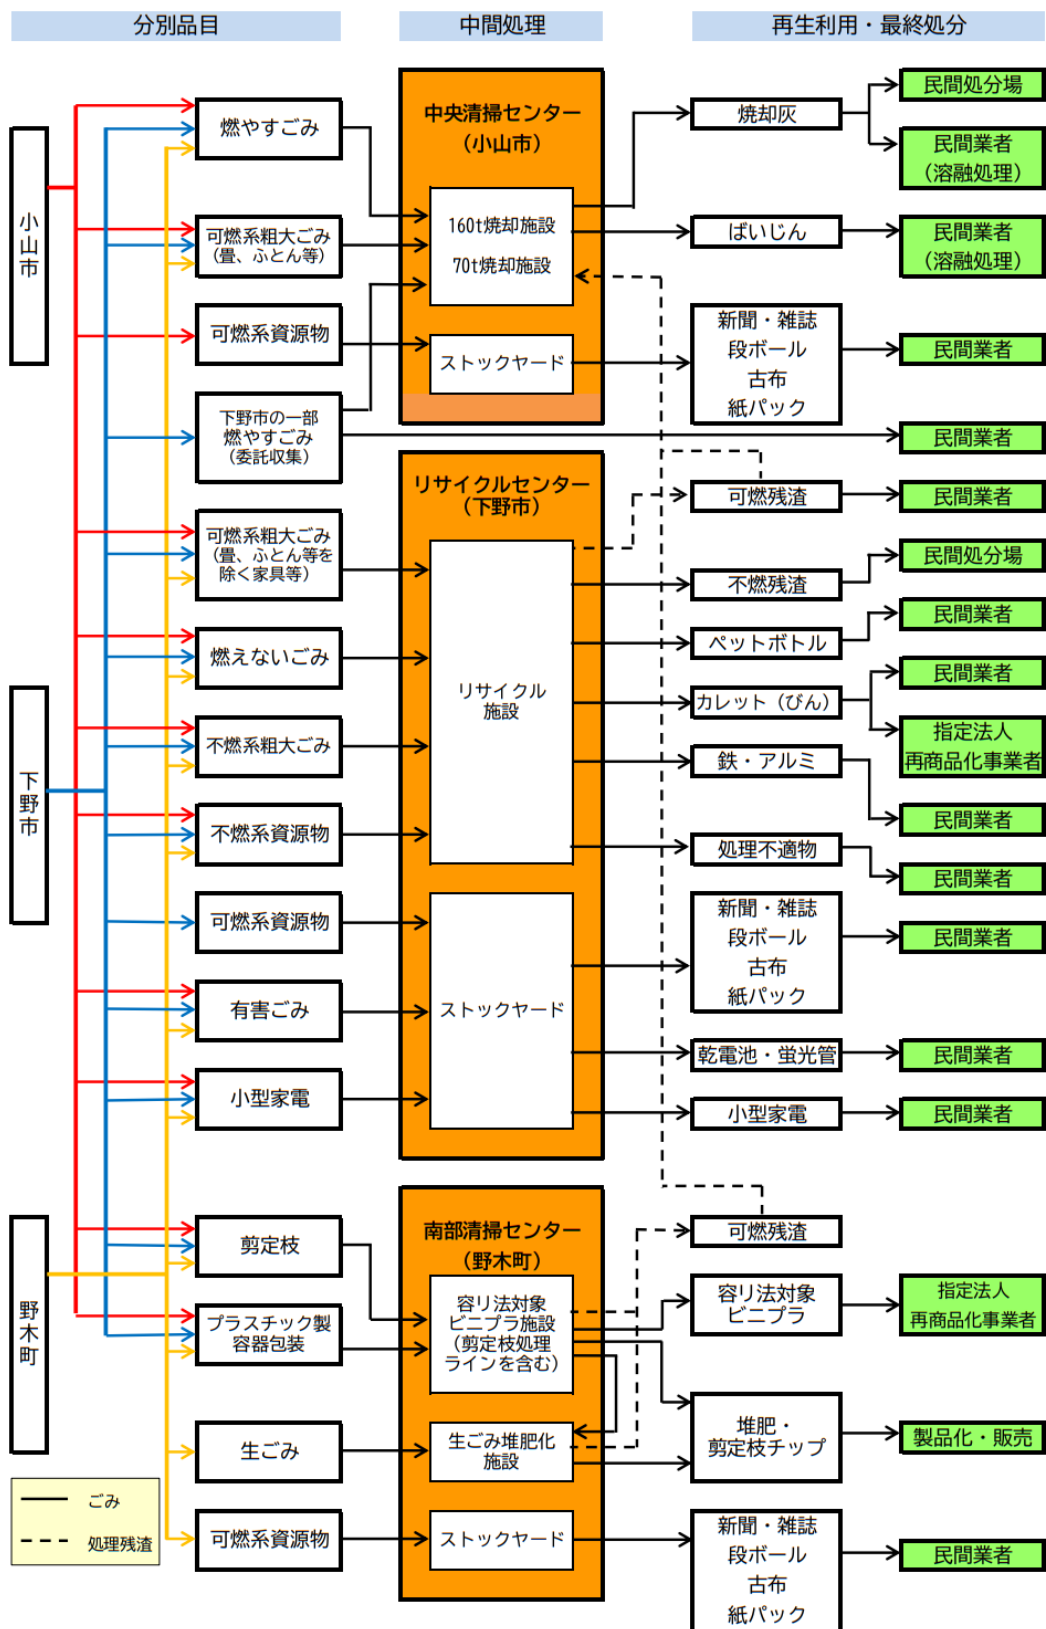 分別品目
中間処理
再生利用・最終処分
小山市
下野市
野木町
燃やすごみ
可燃系粗大ごみ
（畳、ふとん等）
可燃系資源物
下野市の一部
燃やすごみ
（委託収集）
可燃系粗大ごみ
（畳、ふとん等を
除く家具等）
燃えないごみ
不燃系粗大ごみ
不燃系資源物
可燃系資源物
有害ごみ
小型家電
剪定枝
プラスチック製
容器包装
生ごみ
可燃系資源物
中央清掃センター
（小山市）
160t焼却施設
70t焼却施設
ストックヤード
リサイクルセンター
（下野市）
リサイクル
施設
ストックヤード
南部清掃センター
（野木町）
容リ法対象
ビニプラ施設
（剪定枝処理
ラインを含む）
生ごみ堆肥化
施設
ストックヤード
焼却灰
ばいじん
新聞・雑誌
段ボール
古布
紙パック
可燃残渣
不燃残渣
ペットボトル
カレット（びん）
鉄・アルミ
処理不適物
新聞・雑誌
段ボール
古布
紙パック
乾電池・蛍光管
小型家電
可燃残渣
容リ法対象
ビニプラ
堆肥・
剪定枝チップ
新聞・雑誌
段ボール
古布
紙パック
民間処分場
民間業者
（溶融処理）
民間業者
（溶融処理）
民間業者
民間業者
民間業者
民間処分場
民間業者
民間業者
指定法人
再商品化事業者
民間業者
民間業者
民間業者
民間業者
民間業者
指定法人
再商品化事業者
製品化・販売
民間業者
ごみ
処理残渣